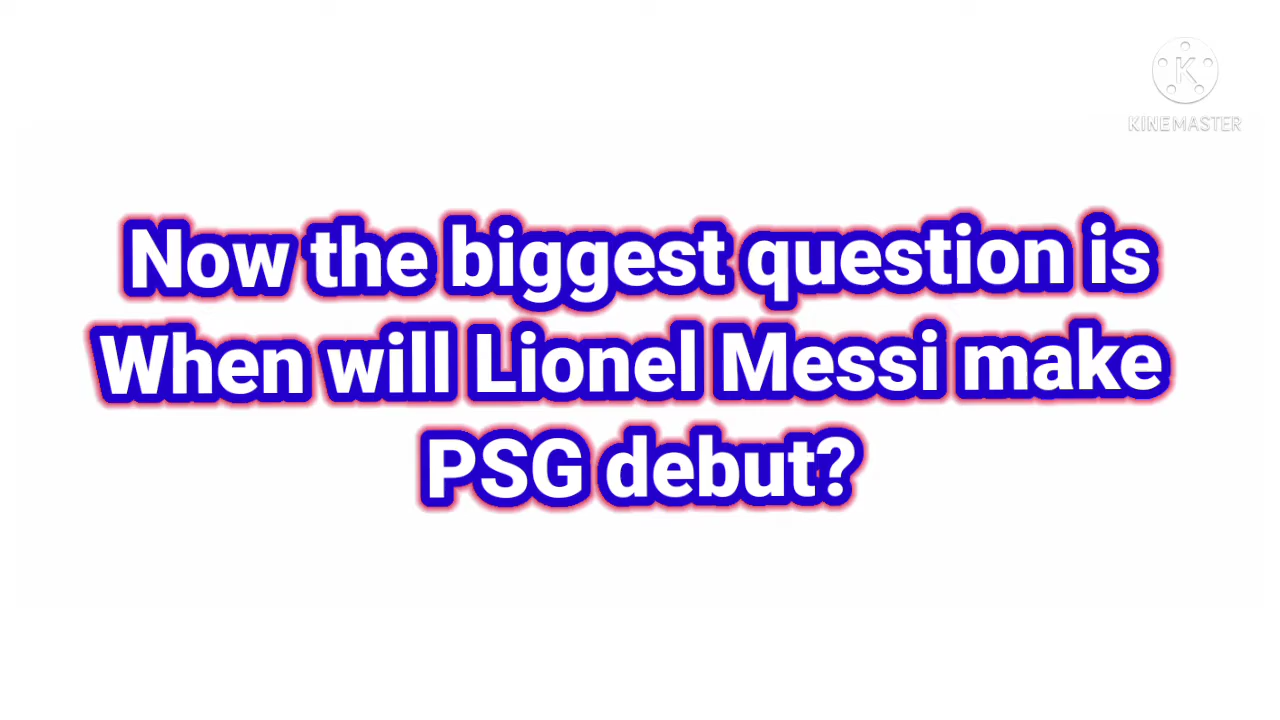 KINEMASTER
Now the biggest question is
When will Lionel Messi make
PSG debut?